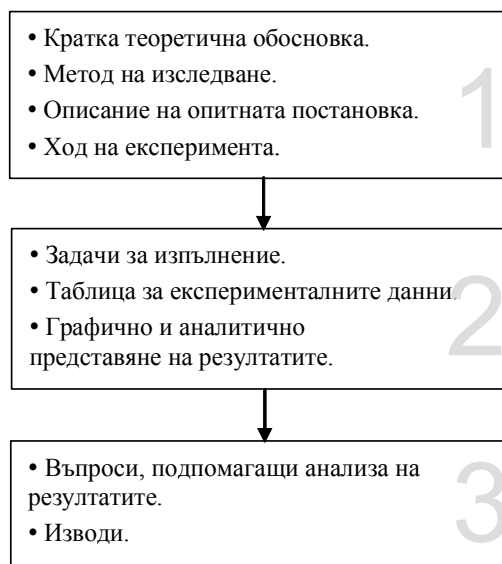 • Кратка теоретична обосновка.
• Метод на изследване.
• Описание на опитната постановка.
• Ход на експеримента.
1
• Задачи за изпълнение.
• Таблица за експерименталните данни.
• Графично и аналитично
представяне на резултатите.
2
• Въпроси, подпомагащи анализа на
резултатите.
• Изводи.
3